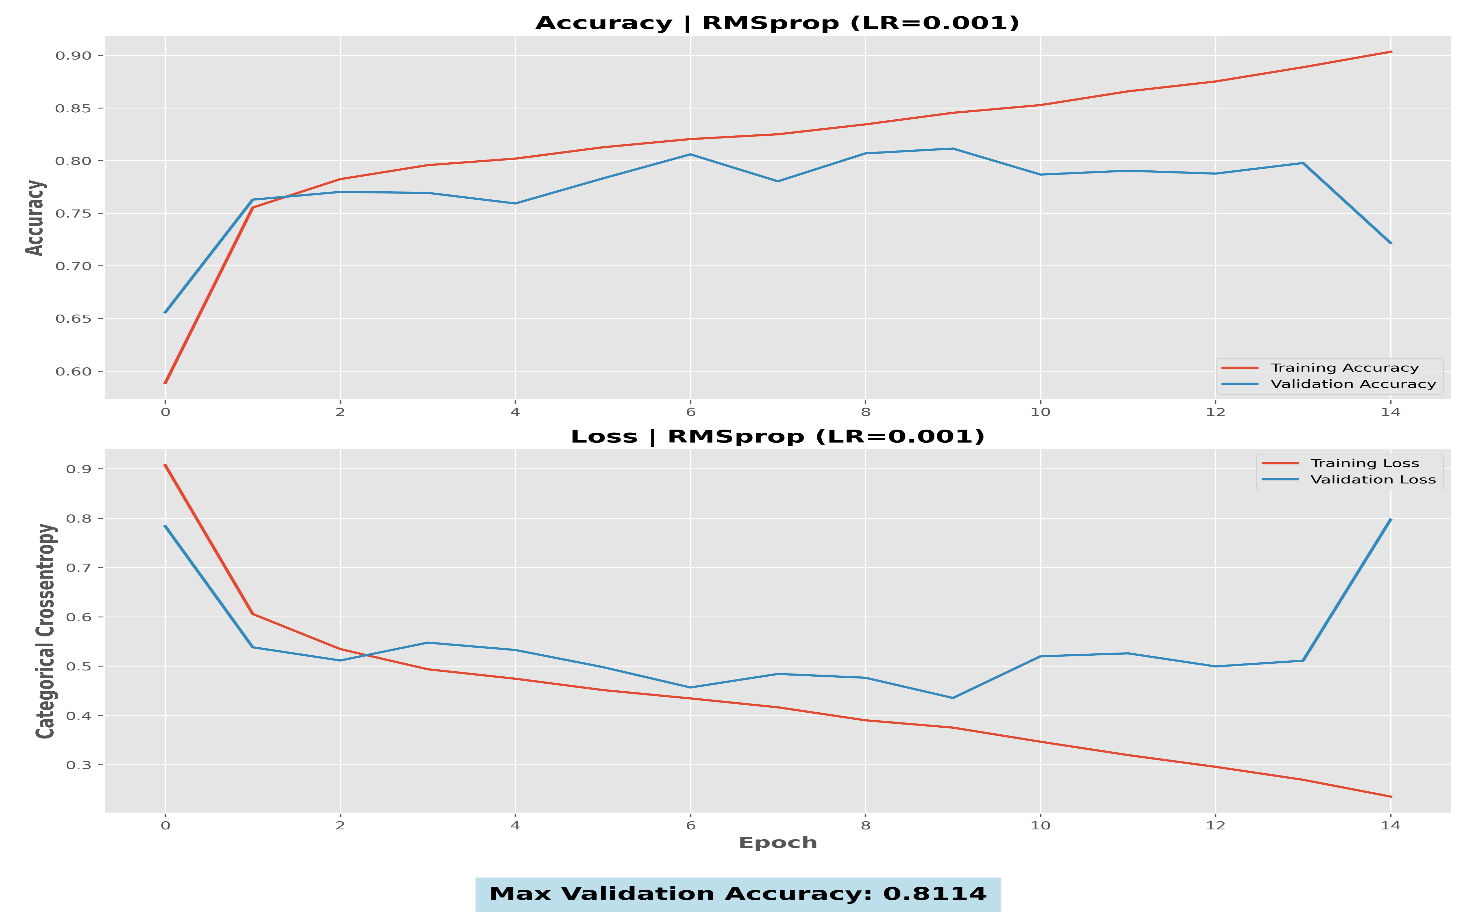 Accuracy | RMSprop (LR=0.001)
Accuracy
0.90
0.85
0.80
0.75
0.70
0.65
0.60
Training Accuracy
Validation Accuracy
0 2 4 6 8 10 12 14
Loss | RMSprop (LR=0.001)
Categorical Crossentropy
0.9
0.8
0.7
0.6
0.5
0.4
0.3
Training Loss
Validation Loss
0 2 4 6 8 10 12 14
Epoch
Max Validation Accuracy: 0.8114